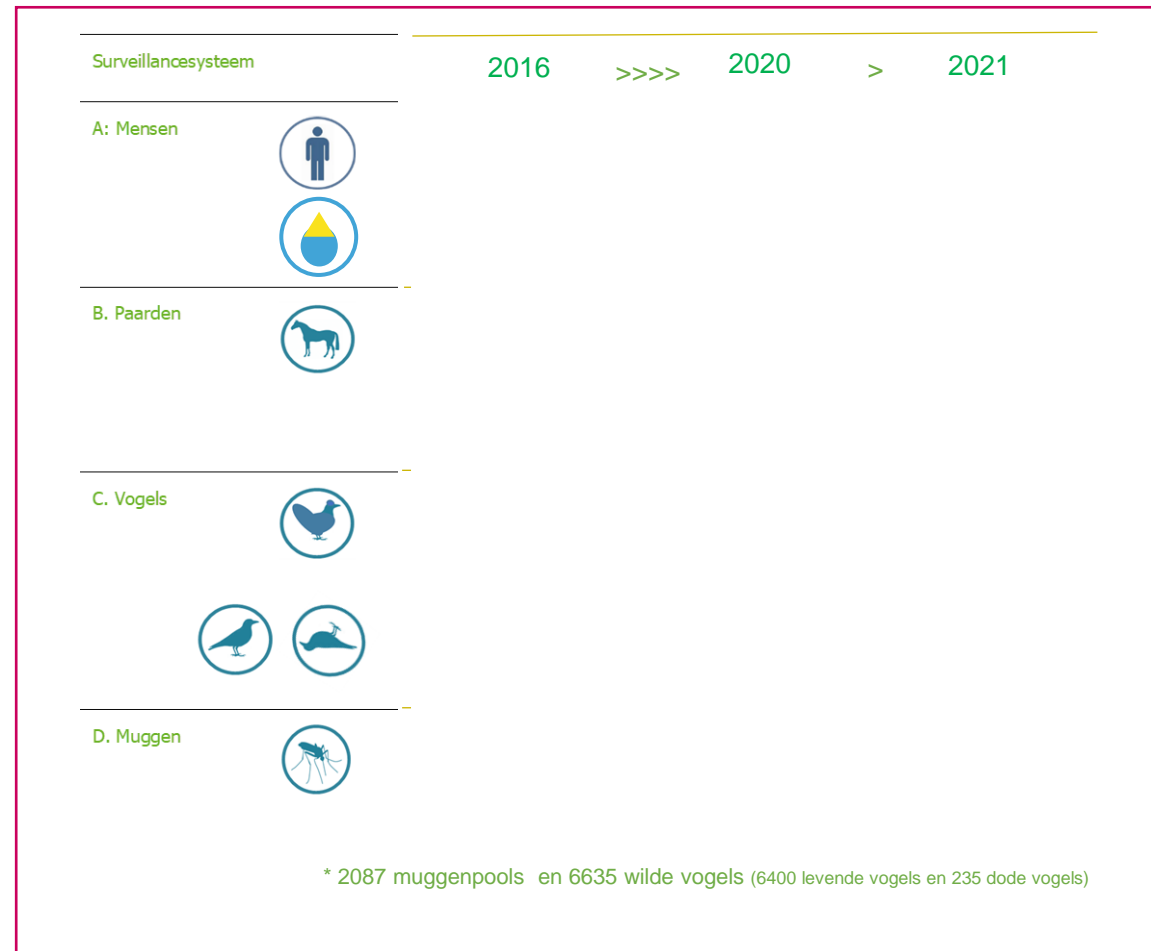 Surveillancesysteem
2016 >>>> 2020 > 2021
A: Mensen
B. Paarden
C. Vogels
D. Muggen
* 2087 muggenpools en 6635 wilde vogels (6400 levende vogels en 235 dode vogels)